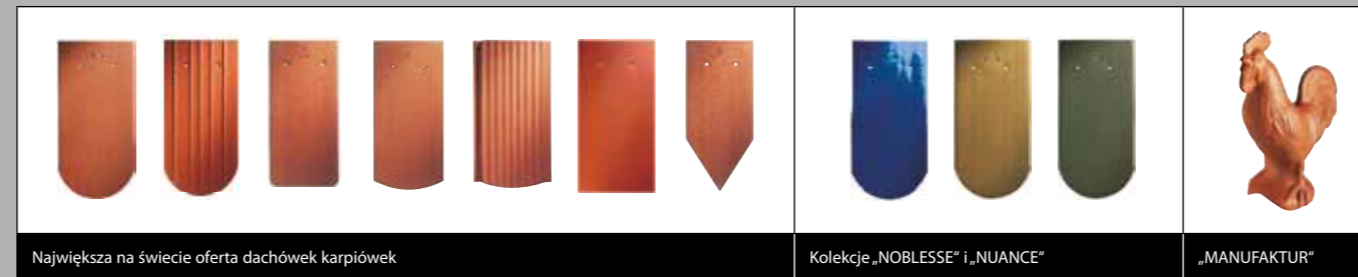 Największa na świecie oferta dachówek karpiówek
Kolekcje „NOBLESSE“ i „NUANCE“
„MANUFAKTUR“